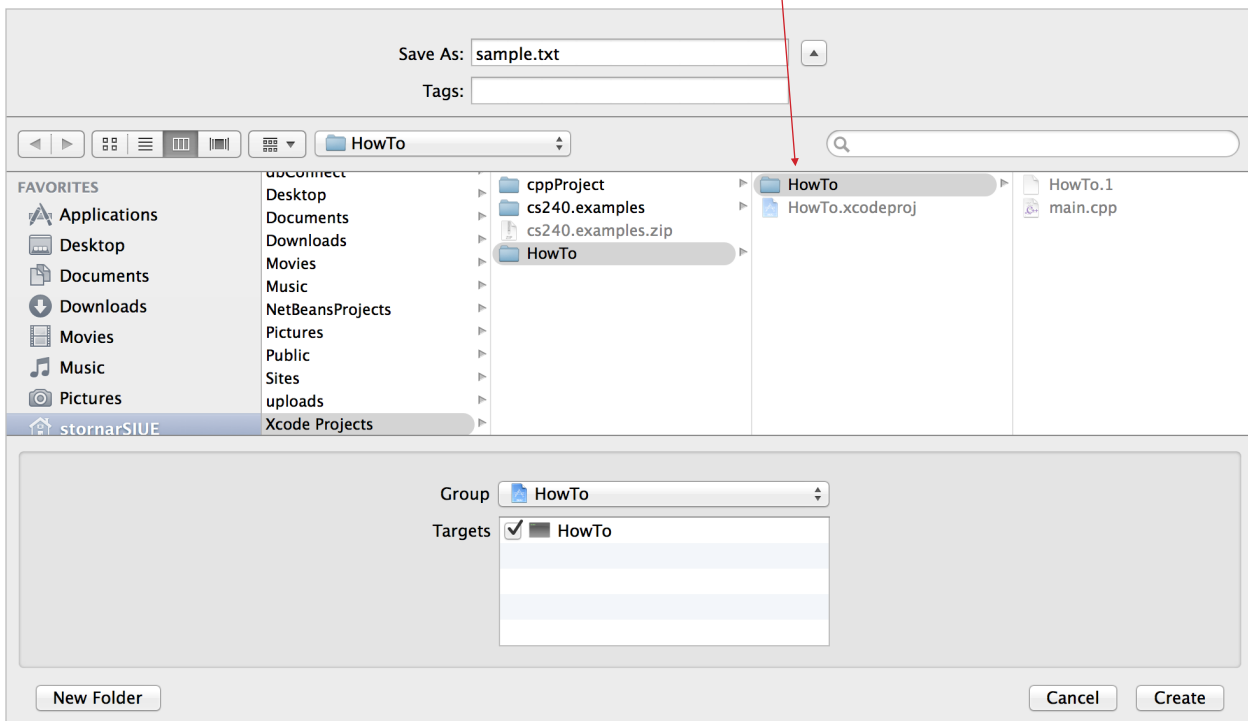 Save As: sample.txt
Tags:
HowTo
FAVORITES
Applications
Desktop
Documents
Downloads
Movies
Music
Pictures
stornarSIUE
dbConnect
Desktop
Documents
Downloads
Movies
Music
NetBeansProjects
Pictures
Public
Sites
uploads
Xcode Projects
cppProject
cs240.examples
cs240.examples.zip
HowTo
HowTo
HowTo.xcodeproj
HowTo.1
main.cpp
Group HowTo
Targets HowTo
New Folder
Cancel
Create